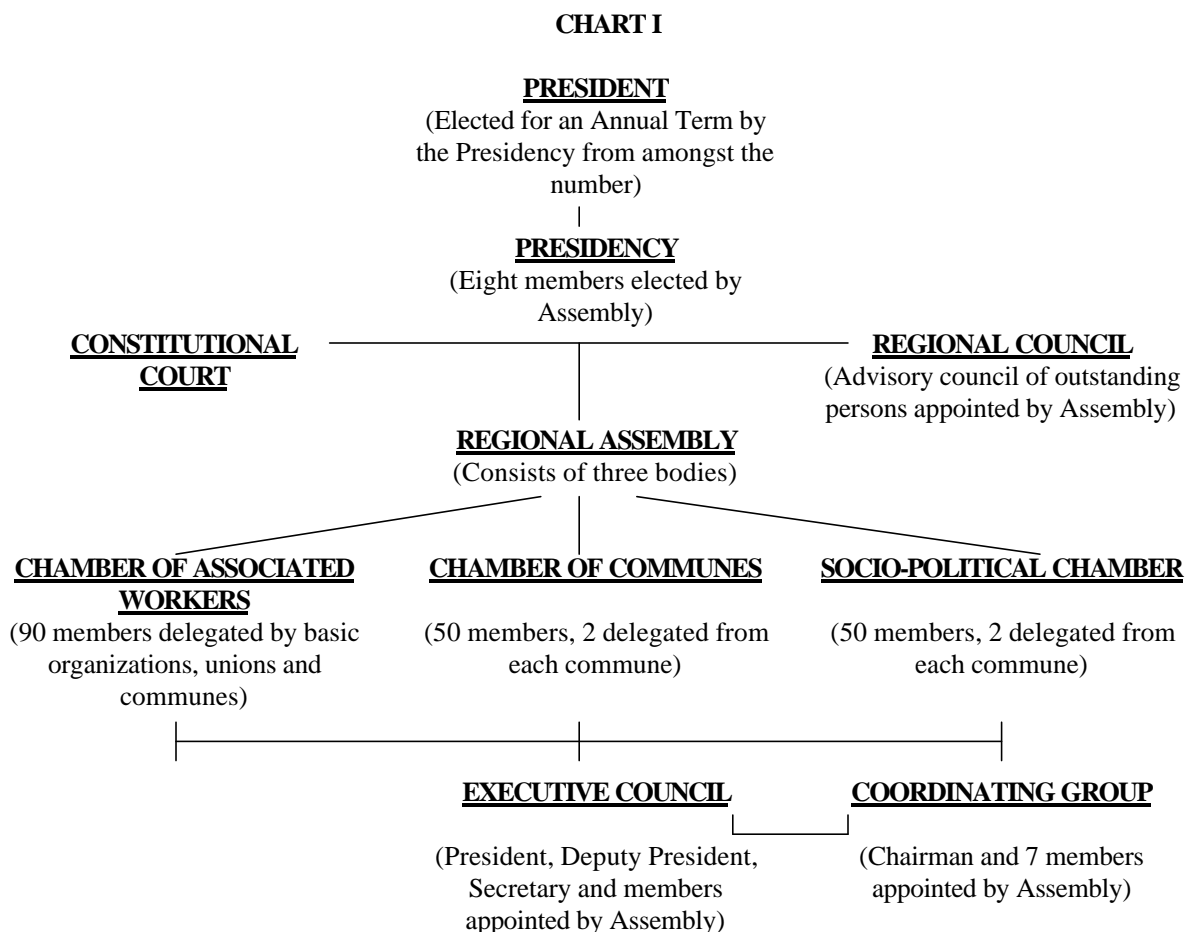 CHART I
PRESIDENT
(Elected for an Annual Term by
the Presidency from amongst the
number)
PRESIDENCY
(Eight members elected by
Assembly)
CONSTITUTIONAL
COURT
REGIONAL COUNCIL
(Advisory council of outstanding
persons appointed by Assembly)
REGIONAL ASSEMBLY
(Consists of three bodies)
CHAMBER OF ASSOCIATED
WORKERS
(90 members delegated by basic
organizations, unions and
communes)
CHAMBER OF COMMUNES
(50 members, 2 delegated from
each commune)
SOCIO-POLITICAL CHAMBER
(50 members, 2 delegated from
each commune)
EXECUTIVE COUNCIL
(President, Deputy President,
Secretary and members
appointed by Assembly)
COORDINATING GROUP
(Chairman and 7 members
appointed by Assembly)